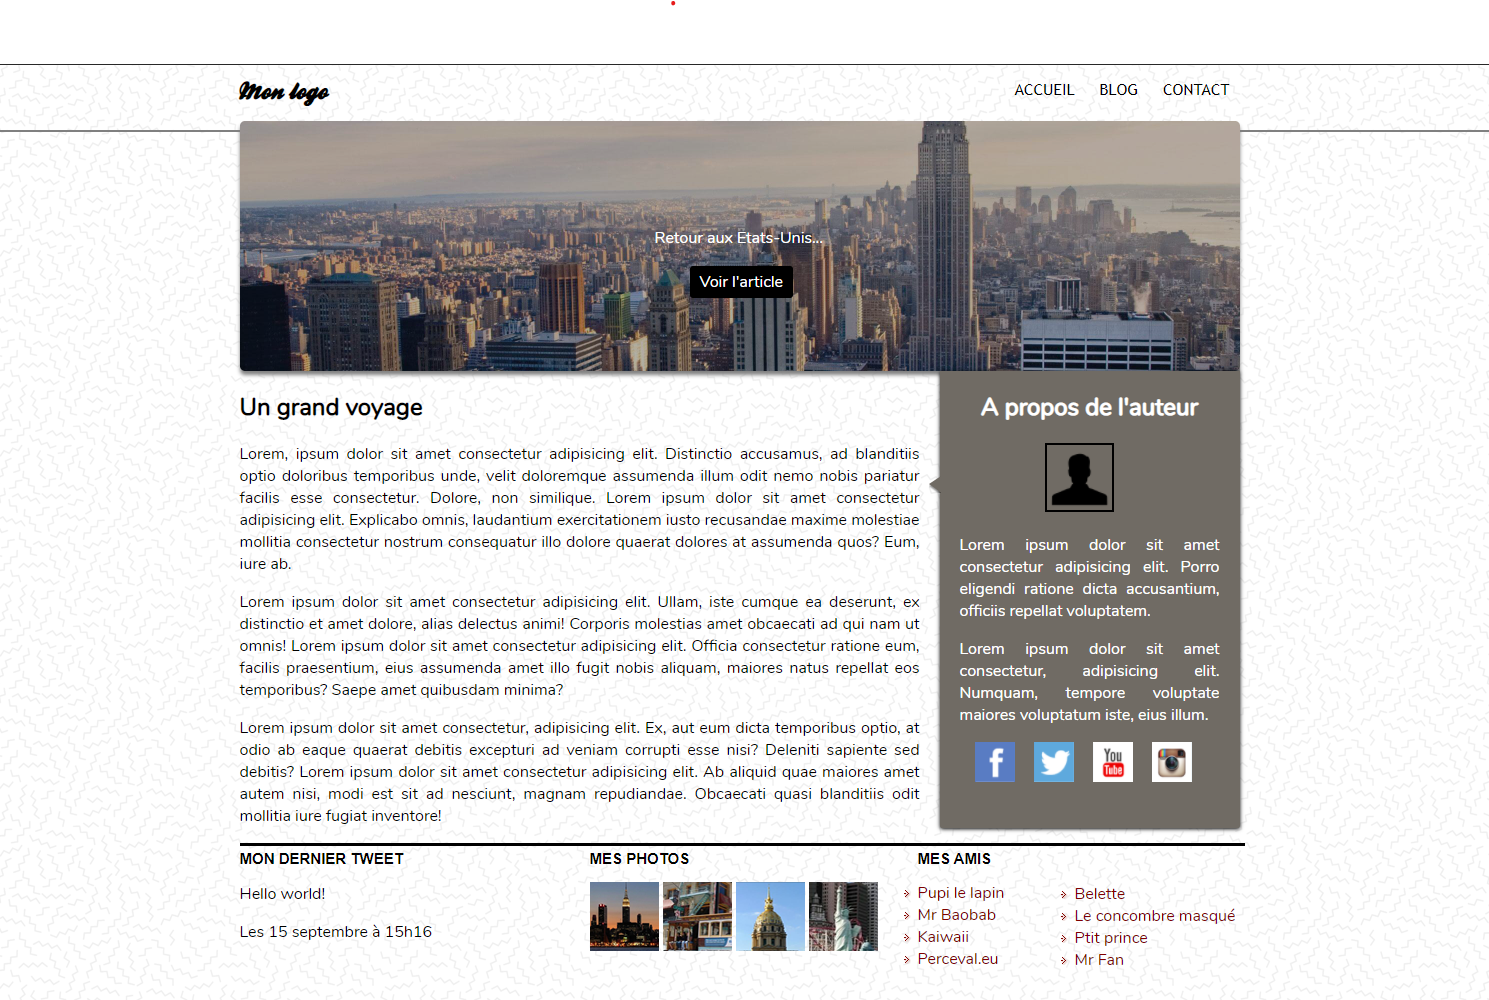 Mon logo
ACCUEIL BLOG CONTACT
Retour aux Etats-Unis...
Voir l'article
Un grand voyage
Lorem, ipsum dolor sit amet consectetur adipisicing elit. Distinctio accusamus, ad blanditiis
optio doloribus temporibus unde, velit doloremque assumenda illum odit nemo nobis pariatur
facilis esse consectetur. Dolore, non similique. Lorem ipsum dolor sit amet consectetur
adipisicing elit. Explicabo omnis, laudantium exercitationem iusto recusandae maxime molestiae
mollitia consectetur nostrum consequatur illo dolore quaerat dolores at assumenda quos? Eum,
iure ab.
Lorem ipsum dolor sit amet consectetur adipisicing elit. Ullam, iste cumque ea deserunt, ex
distinctio et amet dolore, alias delectus animi! Corporis molestias amet obcaecati ad qui nam ut
omnis! Lorem ipsum dolor sit amet consectetur adipisicing elit. Officia consectetur ratione eum,
facilis praesentium, eius assumenda amet illo fugit nobis aliquam, maiores natus repellat eos
temporibus? Saepe amet quibusdam minima?
Lorem ipsum dolor sit amet consectetur, adipisicing elit. Ex, aut eum dicta temporibus optio, at
odio ab eaque quaerat debitis excepturi ad veniam corrupti esse nisi? Deleniti sapiente sed
debitis? Lorem ipsum dolor sit amet consectetur adipisicing elit. Ab aliquid quae maiores amet
autem nisi, modi est sit ad nesciunt, magnam repudiandae. Obcaecati quasi blanditiis odit
mollitia iure fugiat inventore!
A propos de l'auteur
Lorem ipsum dolor sit amet
consectetur adipisicing elit. Porro
eligendi ratione dicta accusantium,
officiis repellat voluptatem.
Lorem ipsum dolor sit amet
consectetur, adipisicing elit.
Numquam, tempore voluptate
maiores voluptatum iste, eius illum.
You
Tube
MON DERNIER TWEET
Hello world!
Les 15 septembre à 15h16
MES PHOTOS
MES AMIS
Pupi le lapin
Mr Baobab
Kaiwaii
Perceval.eu
Belette
Le concombre masqué
Ptit prince
Mr Fan